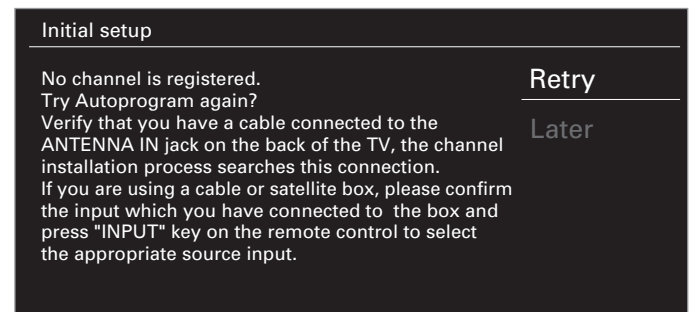 Initial setup
No channel is registered.
Try Autoprogram again?
Verify that you have a cable connected to the
ANTENNA IN jack on the back of the TV, the channel
installation process searches this connection.
If you are using a cable or satellite box, please confirm
the input which you have connected to the box and
press "INPUT" key on the remote control to select
the appropriate source input.
Retry
Later